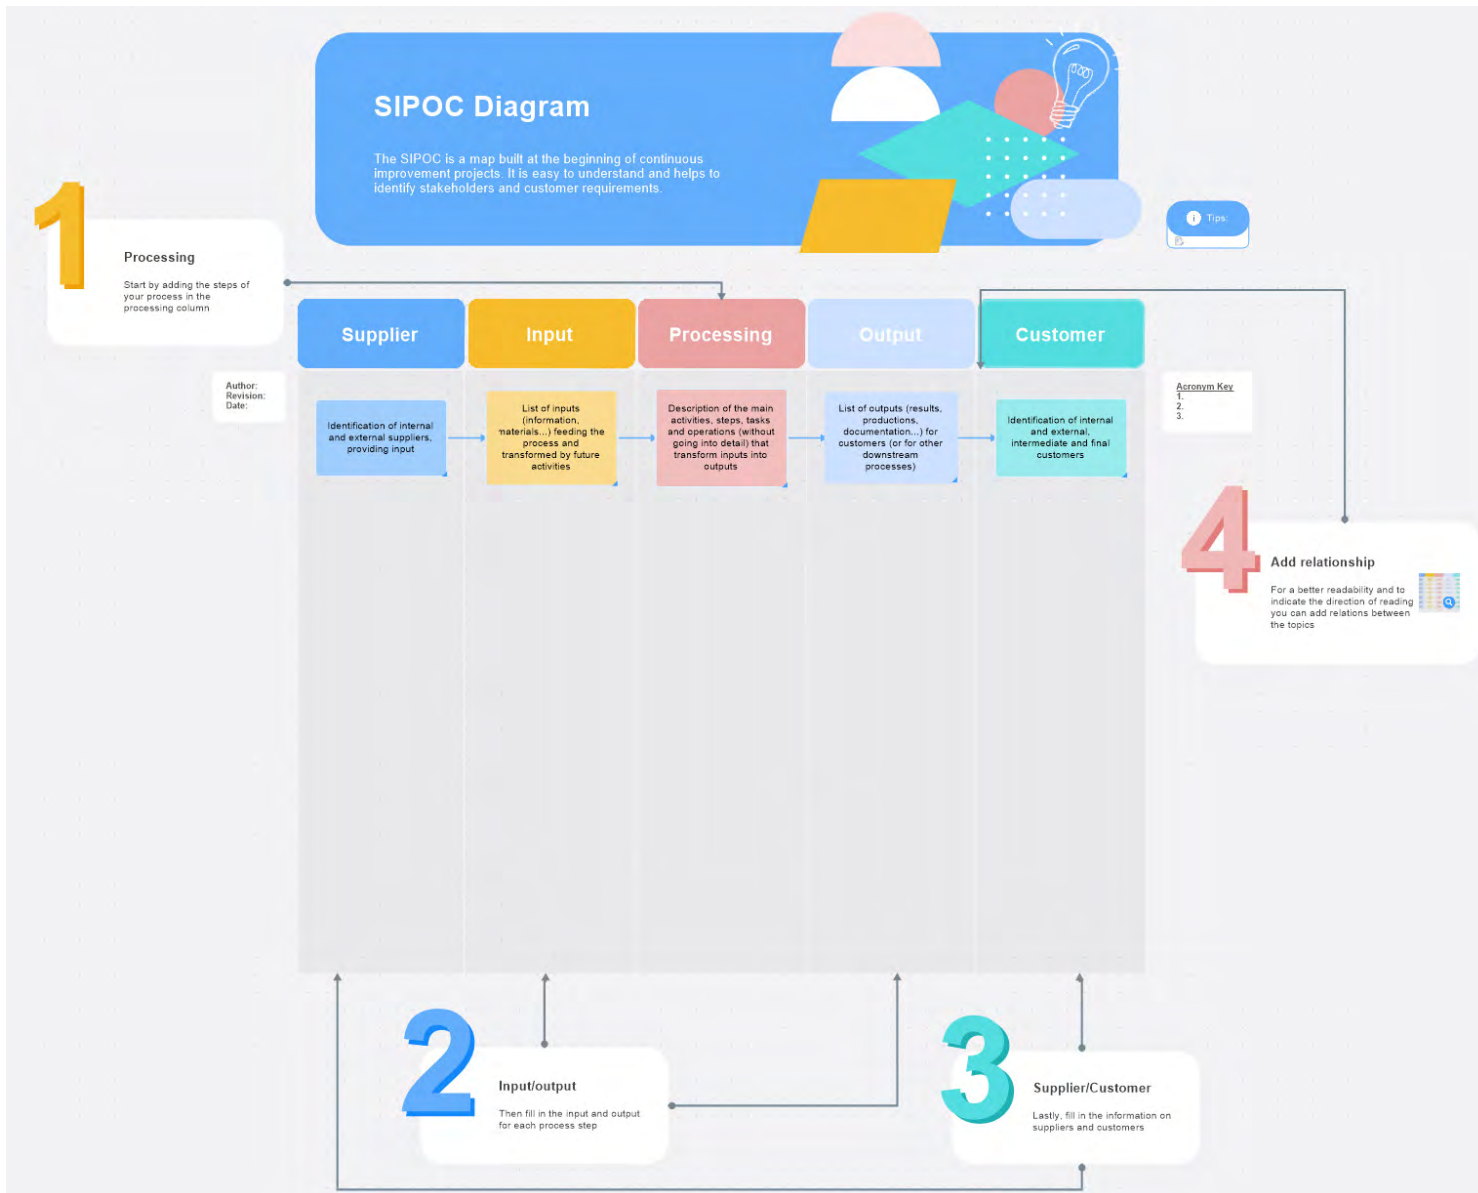 SIPOC Diagram
The SIPOC is a map built at the beginning of continuous
improvement projects. It is easy to understand and helps to
identify stakeholders and customer requirements.
Tips:
1
Processing
Start by adding the steps of
your process in the
processing column
Supplier
Input
Processing
Output
Customer
Author:
Revision:
Date:
Identification of internal
and external suppliers,
providing input
List of inputs
(information,
materials...) feeding the
process and
transformed by future
activities
Description of the main
activities, steps, tasks
and operations (without
going into detail) that
transform inputs into
outputs
List of outputs (results,
productions,
documentation...) for
customers (or for other
downstream
processes)
Identification of internal
and external,
intermediate and final
customers
Acronym Key
1.
2.
3.
4
Add relationship
For a better readability and to
indicate the direction of reading
you can add relations between
the topics
2
Input/output
Then fill in the input and output
for each process step
3
Supplier/Customer
Lastly, fill in the information on
suppliers and customers